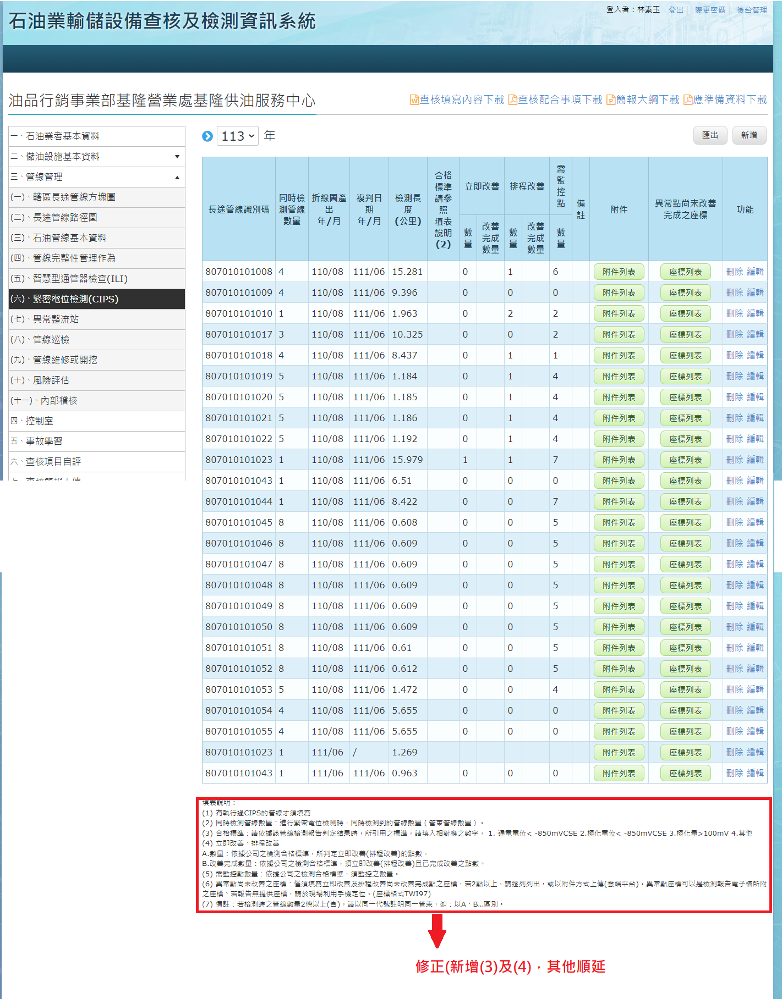 登入者：林素玉 登出 變更密碼 後台管理
石油業輸儲設備查核及檢測資訊系統
油品行銷事業部基隆營業處基隆供油服務中心
查核填寫內容下載 查核配合事項下載 簡報大綱下載 應準備資料下載
一、石油業者基本資料
二、儲油設施基本資料 ▼
三、管線管理 ▲
(一)、轄區長途管線方塊圖
(二)、長途管線路徑圖
(三)、石油管線基本資料
(四)、管線完整性管理作為
(五)、智慧型通管器檢查(ILI)
(六)、緊密電位檢測(CIPS)
(七)、異常整流站
(八)、管線巡檢
(九)、管線維修或開挖
(十)、風險評估
(十一)、內部稽核
四、控制室
五、事故學習
六、查核項目自評
113 年
匯出 新增
長途管線識別碼 同時檢測管線數量 折線圖產出年/月 複判日期年/月 檢測長度(公里) 合格標準請參照填表說明(2) 立即改善 排程改善 需監控點 備註 附件 異常點尚未改善完成之座標 功能
數量 改善完成數量 數量 改善完成數量 數量
807010101008 4 110/08 111/06 15.281 0 1 6 附件列表 座標列表 刪除 編輯
807010101009 4 110/08 111/06 9.396 0 0 0 附件列表 座標列表 刪除 編輯
807010101010 1 110/08 111/06 1.963 0 2 2 附件列表 座標列表 刪除 編輯
807010101017 3 110/08 111/06 10.325 0 0 2 附件列表 座標列表 刪除 編輯
807010101018 4 110/08 111/06 8.437 0 1 1 附件列表 座標列表 刪除 編輯
807010101019 5 110/08 111/06 1.184 0 1 4 附件列表 座標列表 刪除 編輯
807010101020 5 110/08 111/06 1.185 0 1 4 附件列表 座標列表 刪除 編輯
807010101021 5 110/08 111/06 1.186 0 1 4 附件列表 座標列表 刪除 編輯
807010101022 5 110/08 111/06 1.192 0 1 4 附件列表 座標列表 刪除 編輯
807010101023 1 110/08 111/06 15.979 1 1 7 附件列表 座標列表 刪除 編輯
807010101043 1 110/08 111/06 6.51 0 0 0 附件列表 座標列表 刪除 編輯
807010101044 1 110/08 111/06 8.422 0 0 7 附件列表 座標列表 刪除 編輯
807010101045 8 110/08 111/06 0.608 0 0 5 附件列表 座標列表 刪除 編輯
807010101046 8 110/08 111/06 0.609 0 0 5 附件列表 座標列表 刪除 編輯
807010101047 8 110/08 111/06 0.609 0 0 5 附件列表 座標列表 刪除 編輯
807010101048 8 110/08 111/06 0.609 0 0 5 附件列表 座標列表 刪除 編輯
807010101049 8 110/08 111/06 0.609 0 0 5 附件列表 座標列表 刪除 編輯
807010101050 8 110/08 111/06 0.609 0 0 5 附件列表 座標列表 刪除 編輯
807010101051 8 110/08 111/06 0.61 0 0 5 附件列表 座標列表 刪除 編輯
807010101052 8 110/08 111/06 0.612 0 0 5 附件列表 座標列表 刪除 編輯
807010101053 5 110/08 111/06 1.472 0 0 4 附件列表 座標列表 刪除 編輯
807010101054 4 110/08 111/06 5.655 0 0 0 附件列表 座標列表 刪除 編輯
807010101055 4 110/08 111/06 5.655 0 0 0 附件列表 座標列表 刪除 編輯
807010101023 1 111/06 / 1.269 附件列表 座標列表 刪除 編輯
807010101043 1 111/06 111/06 0.963 0 0 0 附件列表 座標列表 刪除 編輯
填表說明：
(1) 有執行過CIPS的管線才須填寫
(2) 同時檢測管線數量：進行緊密電位檢測時，同時檢測到的管線數量（管束管線數量）。
(3) 合格標準：請依據該管線檢測報告判定結果時，所引用之標準，請填入相對應之數字， 1. 通電電位< -850mVCSE 2.極化電位< -850mVCSE 3.極化量>100mV 4.其他
(4) 立即改善、排程改善
A.數量：依據公司之檢測合格標準，所判定立即改善(排程改善)的點數。
B.改善完成數量：依據公司之檢測合格標準，須立即改善(排程改善)且已完成改善之點數。
(5) 需監控點數量：依據公司之檢測合格標準，須監控之數量。
(6) 異常點尚未改善之座標：僅須填寫立即改善及排程改善尚未改善完成點之座標，若2點以上，請逐列列出，或以附件方式上傳(雲端平台)。異常點座標可以是檢測報告電子檔所附
之座標、若報告無提供座標，請於現場利用手機定位。(座標格式TWI97)
(7) 備註：若檢測時之管線數量2條以上(含)，請以同一代號註明同一管束，如：以A、B...區別。
修正(新增(3)及(4)，其他順延